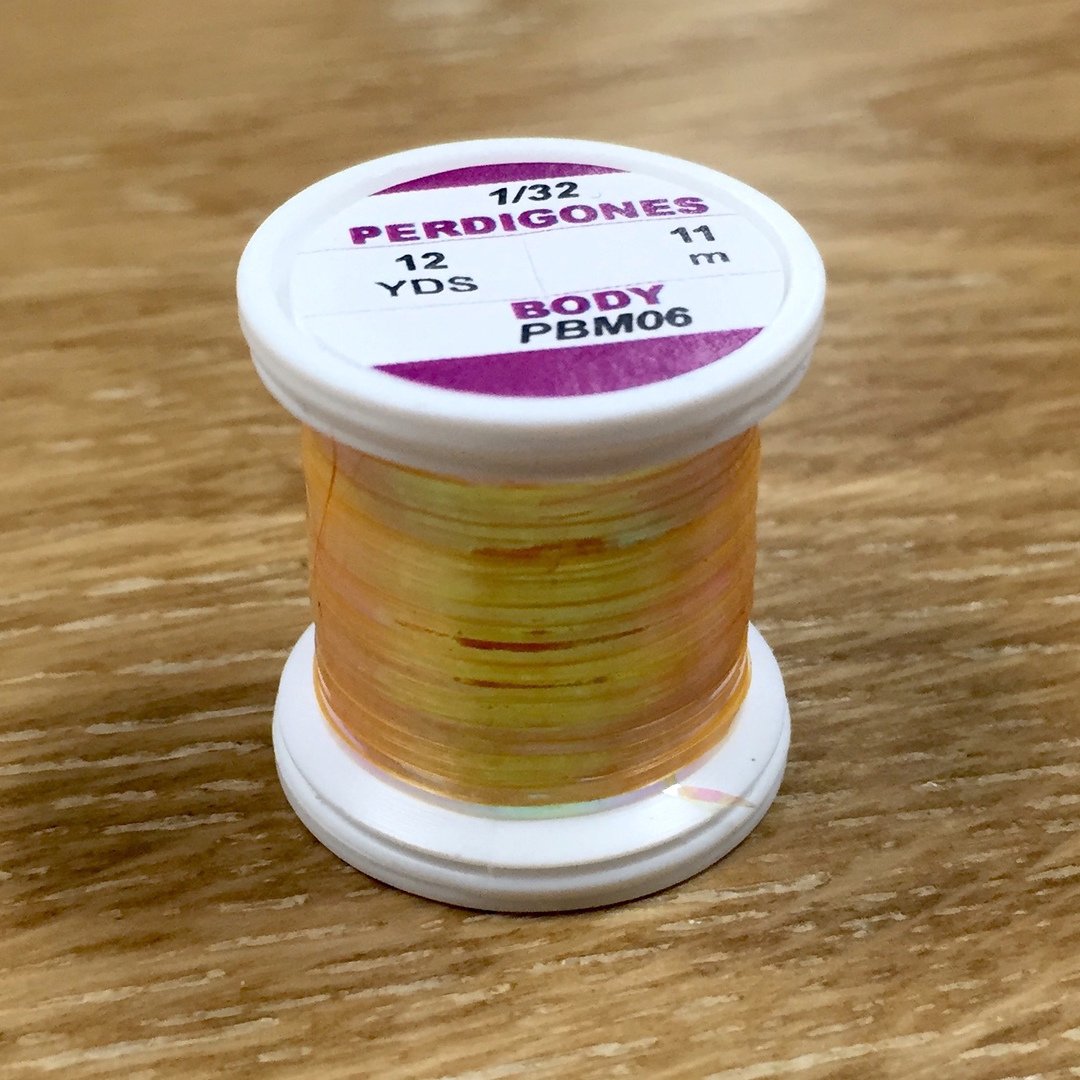 1/32
PERDIGONES
12 11
YDS m
BODY
PBM06